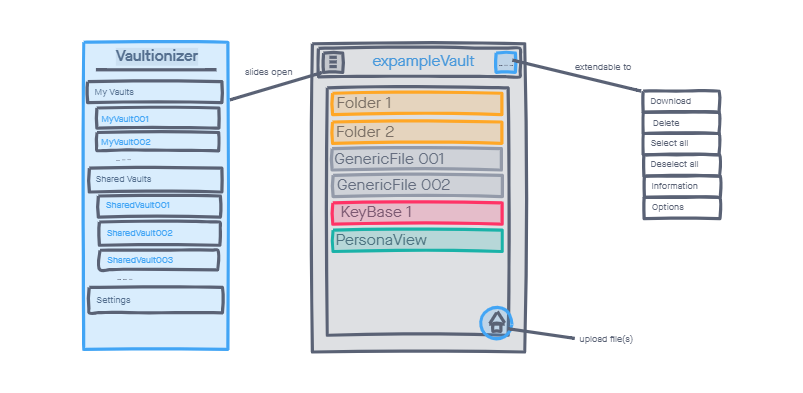 Vaultionizer
My Vaults
MyVault001
MyVault002
---
Shared Vaults
SharedVault001
SharedVault002
SharedVault003
---
Settings
slides open
expampleVault
---
Folder 1
Folder 2
GenericFile 001
GenericFile 002
KeyBase 1
PersonaView
upload file(s)
extendable to
Download
Delete
Select all
Deselect all
Information
Options